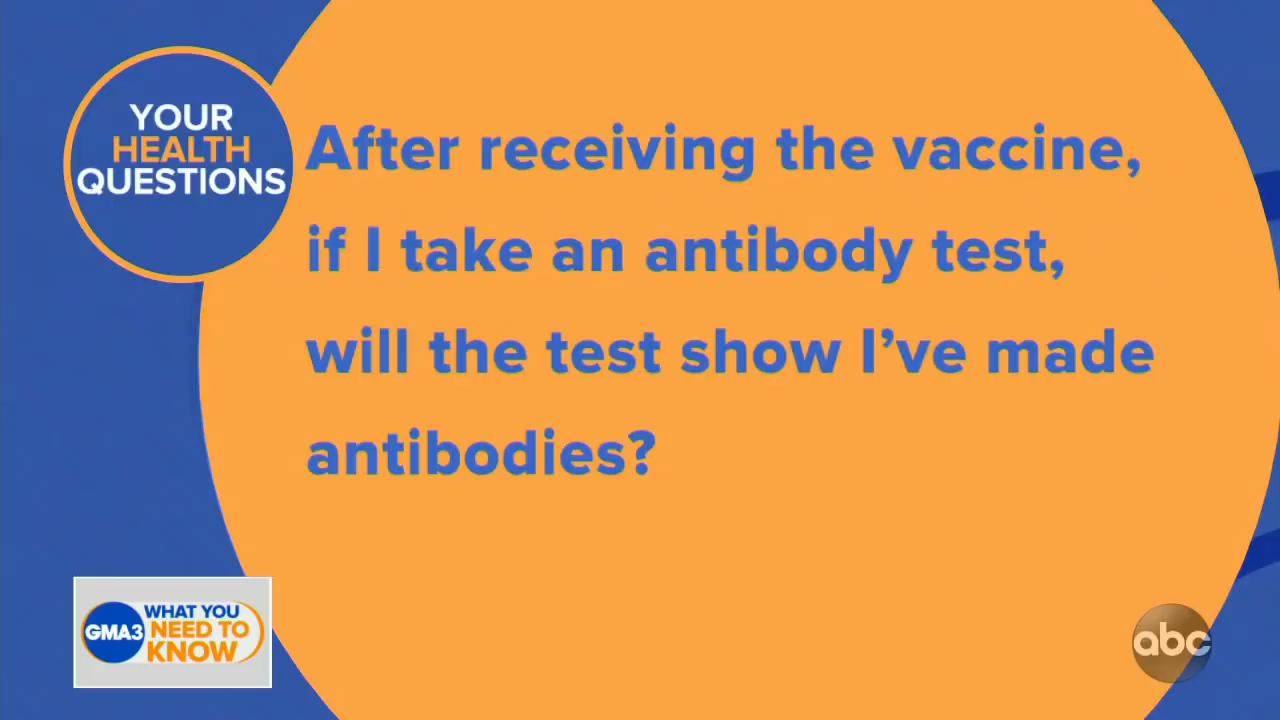 YOUR
HEALTH
QUESTIONS
After receiving the vaccine,
if I take an antibody test,
will the test show I’ve made
antibodies?
GMA3
WHAT YOU
NEED TO
KNOW
abc